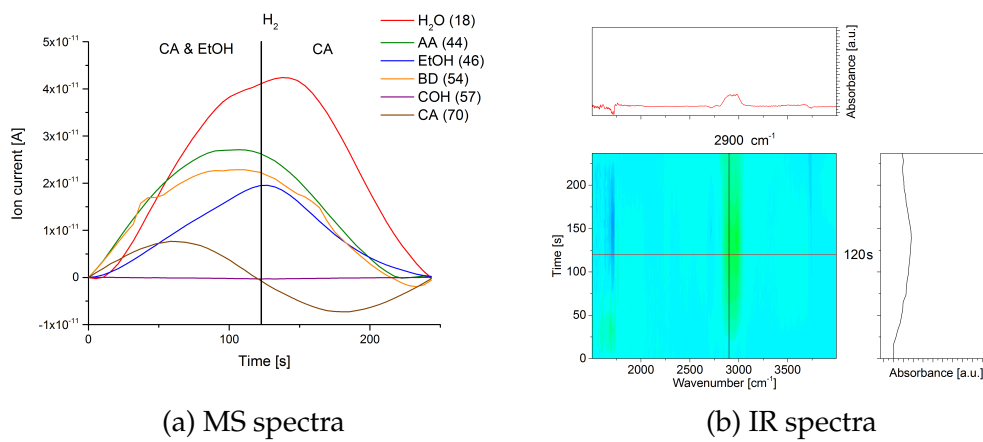 H₂
CA & EtOH
CA
H₂O (18)
AA (44)
EtOH (46)
BD (54)
COH (57)
CA (70)
5x10⁻¹¹
4x10⁻¹¹
3x10⁻¹¹
2x10⁻¹¹
1x10⁻¹¹
0
-1x10⁻¹¹
Ion current [A]
0
100
200
Time [s]
(a) MS spectra
Absorbance [a.u.]
2900 cm⁻¹
200
150
100
50
0
Time [s]
120s
2000
2500
3000
3500
Wavenumber [cm⁻¹]
Absorbance [a.u.]
(b) IR spectra